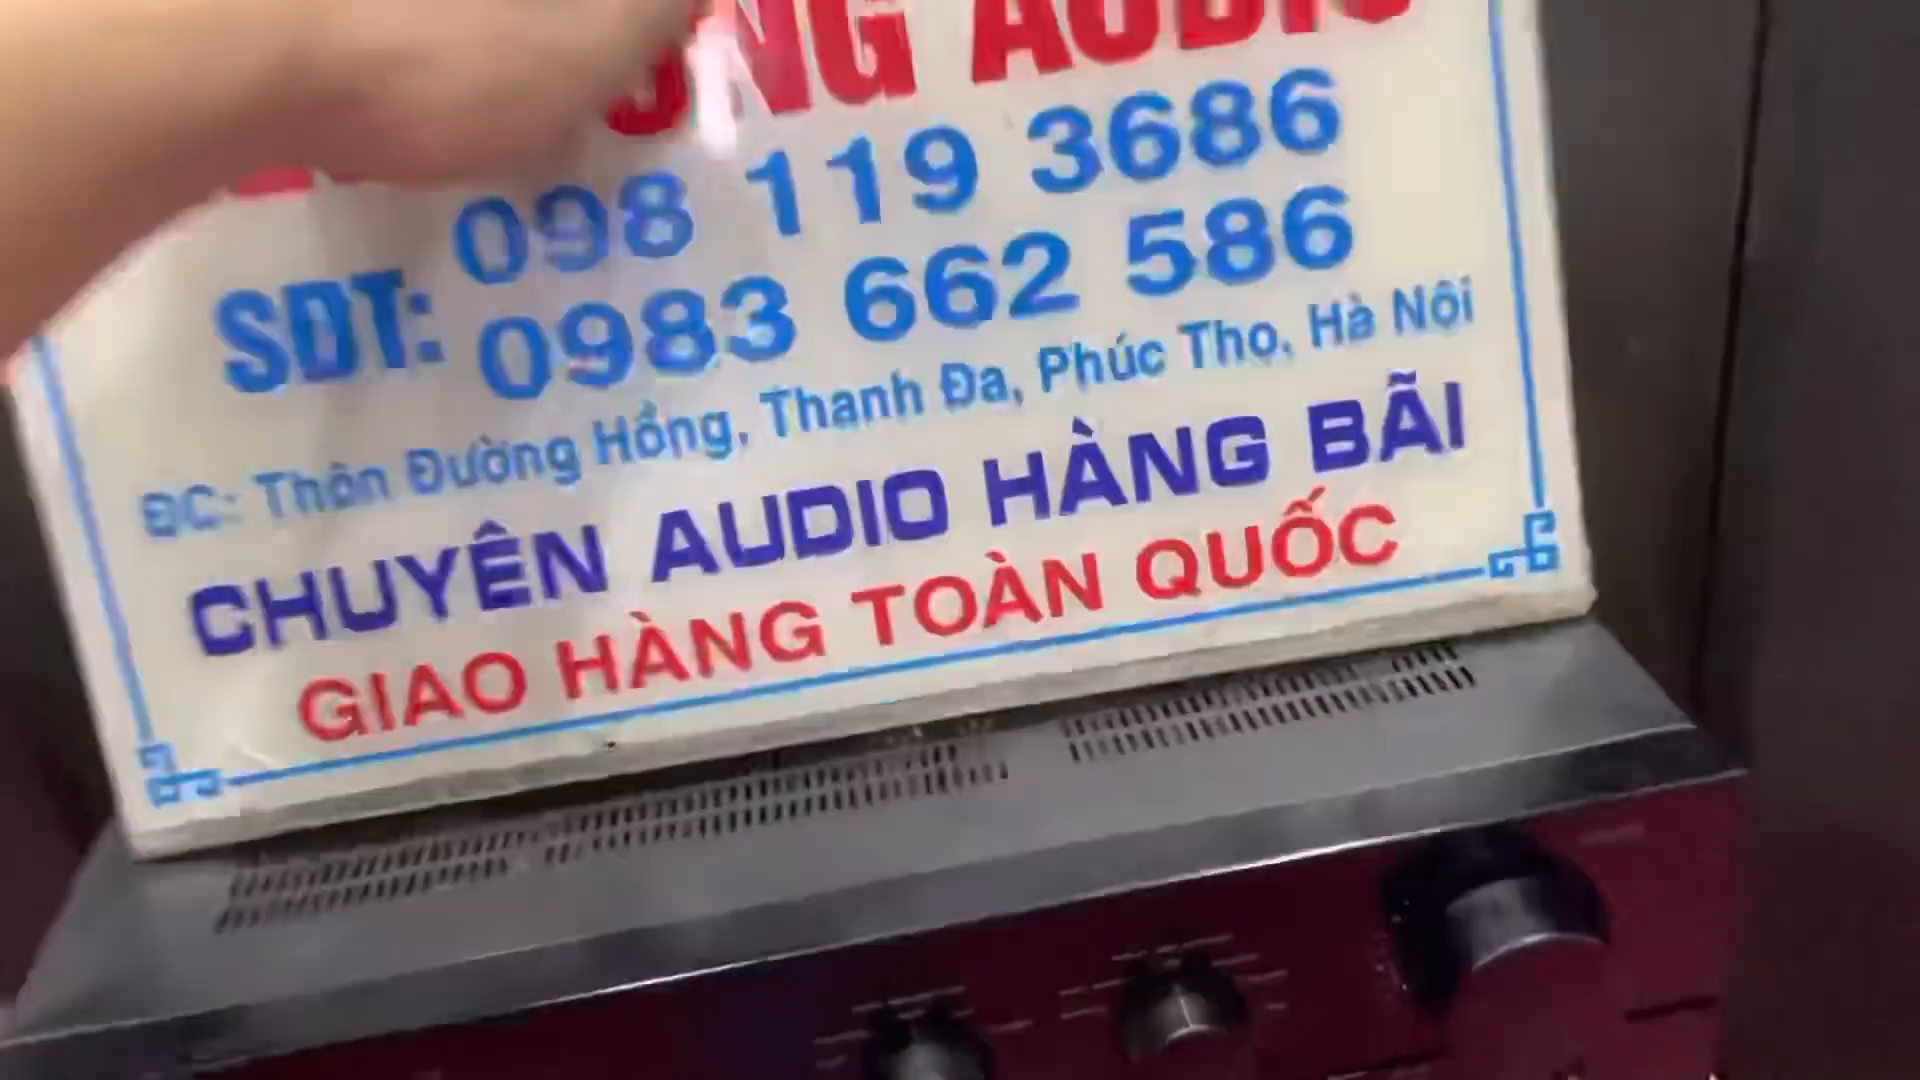 AUDIO
098 119 3686
SĐT: 0983 662 586
ĐC: Thôn Đường Hồng, Thanh Đa, Phúc Thọ, Hà Nội
CHUYÊN AUDIO HÀNG BÃI
GIAO HÀNG TOÀN QUỐC